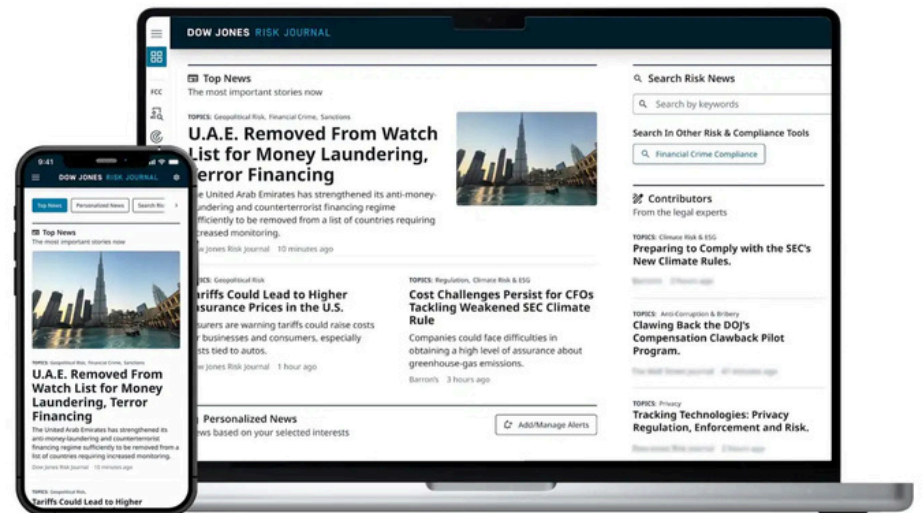 DOW JONES RISK JOURNAL
FCC
Top News
The most important stories now
TOPICS: Geopolitical Risk, Financial Crime, Sanctions
U.A.E. Removed From Watch
List for Money Laundering,
Terror Financing
The United Arab Emirates has strengthened its anti-money-
laundering and counterterrorist financing regime
sufficiently to be removed from a list of countries requiring
increased monitoring.
Dow Jones Risk Journal 10 minutes ago
TOPICS: Geopolitical Risk
Tariffs Could Lead to Higher
Insurance Prices in the U.S.
Insurers are warning tariffs could raise costs
for businesses and consumers, especially
costs tied to autos.
Dow Jones Risk Journal 1 hour ago
TOPICS: Regulation, Climate Risk & ESG
Cost Challenges Persist for CFOs
Tackling Weakened SEC Climate
Rule
Companies could face difficulties in
obtaining a high level of assurance about
greenhouse-gas emissions.
Barron's 3 hours ago
Personalized News
News based on your selected interests
Add/Manage Alerts
Search Risk News
Search by keywords
Search In Other Risk & Compliance Tools
Financial Crime Compliance
Contributors
From the legal experts
TOPICS: Climate Risk & ESG
Preparing to Comply with the SEC's
New Climate Rules.
TOPICS: Anti-Corruption & Bribery
Clawing Back the DOJ's
Compensation Clawback Pilot
Program.
TOPICS: Privacy
Tracking Technologies: Privacy
Regulation, Enforcement and Risk.
9:41
DOW JONES RISK JOURNAL
Top News Personalized News Search Ris
Top News
The most important stories now
TOPICS: Geopolitical Risk, Financial Crime, Sanctions
U.A.E. Removed From
Watch List for Money
Laundering, Terror
Financing
The United Arab Emirates has strengthened its
anti-money-laundering and counterterrorist
financing regime sufficiently to be removed from a
list of countries requiring increased monitoring.
Dow Jones Risk Journal 10 minutes ago
TOPICS: Geopolitical Risk,
Tariffs Could Lead to Higher